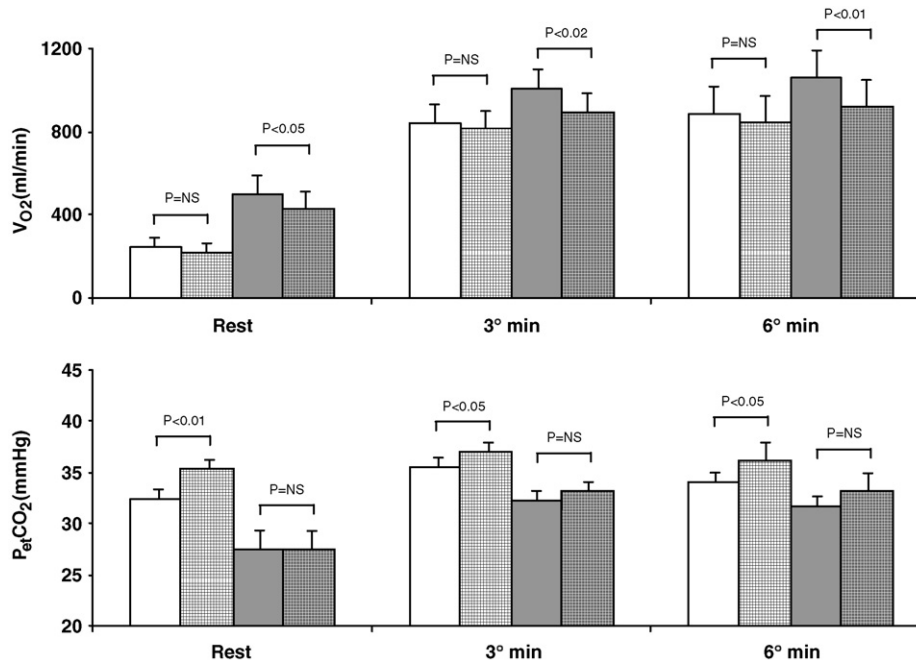 1200
800
400
0
V_O2(ml/min)
P=NS
P<0.05
P=NS
P<0.02
P=NS
P<0.01
Rest
3° min
6° min
45
40
35
30
25
20
P_etCO_2(mmHg)
P<0.01
P=NS
P<0.05
P=NS
P<0.05
P=NS
Rest
3° min
6° min